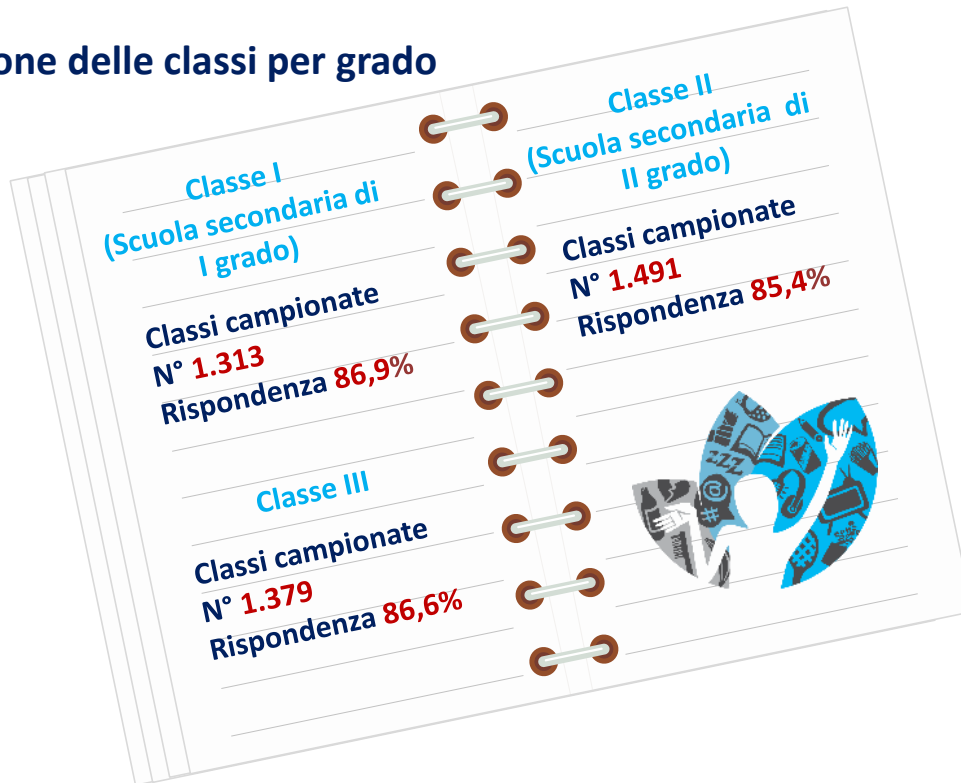 one delle classi per grado
Classe I
(Scuola secondaria di
I grado)
Classi campionate
N° 1.313
Rispondenza 86,9%
Classe III
Classi campionate
N° 1.379
Rispondenza 86,6%
Classe II
(Scuola secondaria di
II grado)
Classi campionate
N° 1.491
Rispondenza 85,4%
zzz
@
#